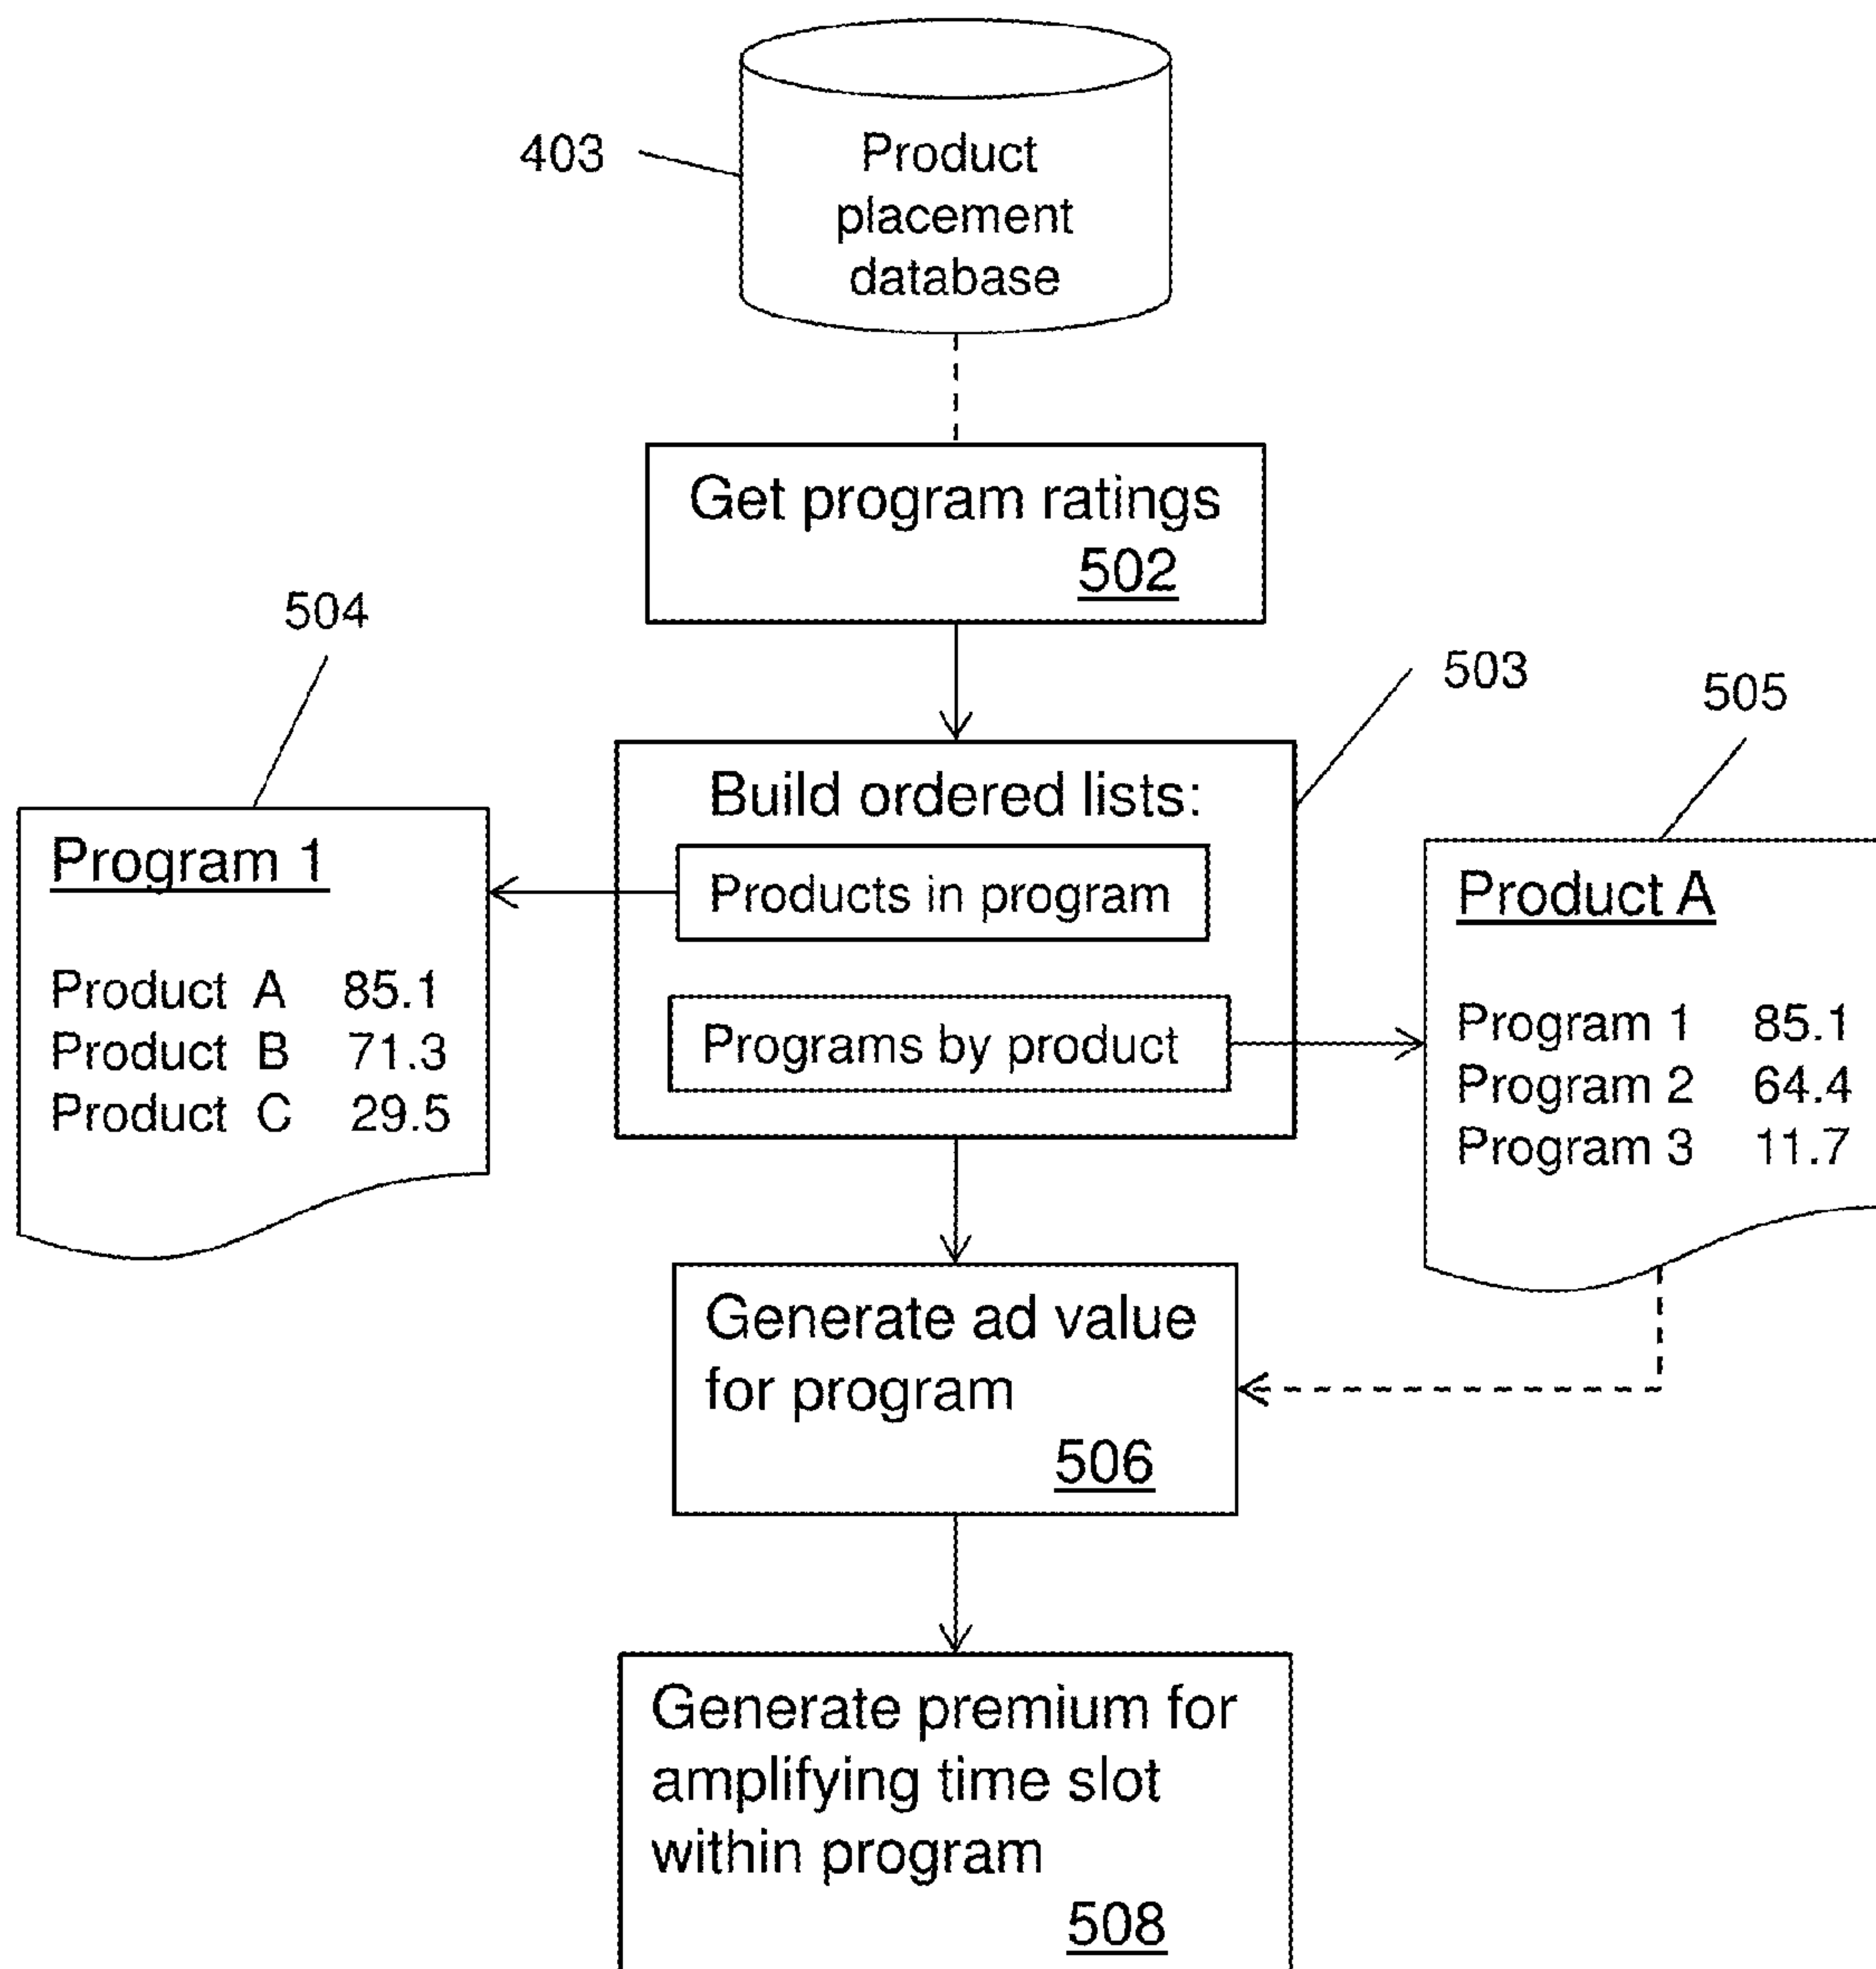 403
Product
placement
database
Get program ratings
502
504
503
505
Build ordered lists:
Products in program
Programs by product
Program 1
Product A 85.1
Product B 71.3
Product C 29.5
Product A
Program 1 85.1
Program 2 64.4
Program 3 11.7
Generate ad value
for program
506
Generate premium for
amplifying time slot
within program
508